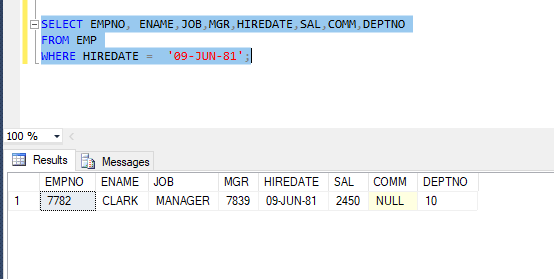 SELECT EMPNO, ENAME,JOB,MGR,HIREDATE,SAL,COMM,DEPTNO
FROM EMP
WHERE HIREDATE = '09-JUN-81';
100 %
Results Messages
EMPNO ENAME JOB MGR HIREDATE SAL COMM DEPTNO
1 7782 CLARK MANAGER 7839 09-JUN-81 2450 NULL 10